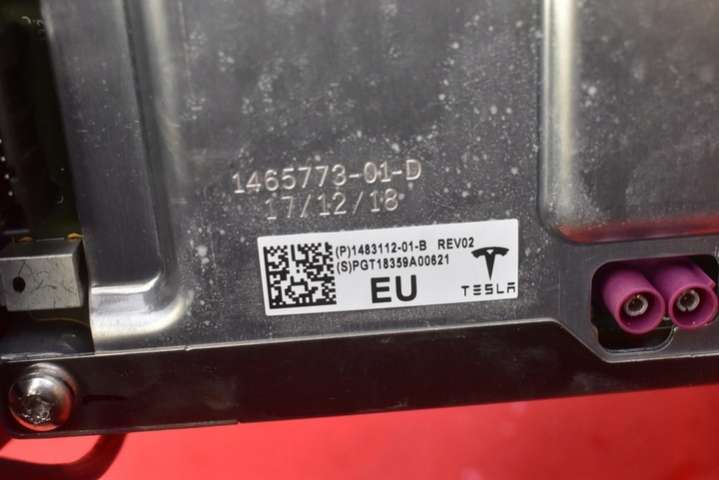 1465773-01-D
17/12/18
(P)1483112-01-B REV02
(S)PGT18359A00621
EU
TESLA